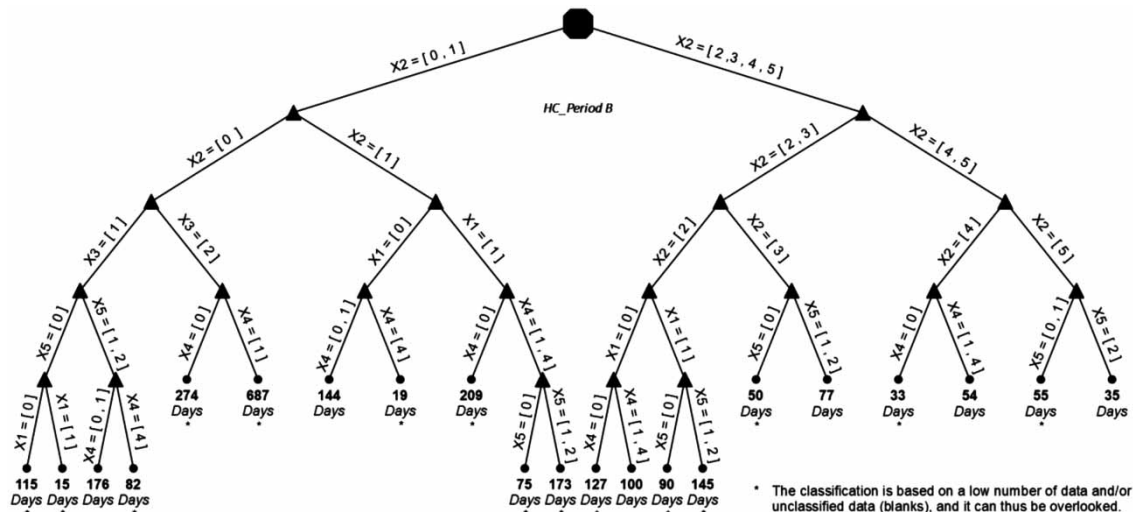 X2 = [ 0 , 1 ]
X2 = [ 2 ,3, 4 , 5 ]
HC_Period B
X2 = [ 0 ]
X2 = [ 1 ]
X2 = [ 2 , 3 ]
X2 = [ 4 , 5 ]
X3 = [ 1 ]
X3 = [ 2 ]
X1 = [ 0 ]
X1 = [ 1 ]
X2 = [ 2 ]
X2 = [ 3 ]
X2 = [ 4 ]
X2 = [ 5 ]
X5 = [ 0 ]
X5 = [ 1 , 2 ]
X4 = [ 0 ]
X4 = [ 1 ]
X4 = [ 0 , 1 ]
X4 = [ 4 ]
X4 = [ 0 ]
X4 = [ 1 , 4 ]
X1 = [ 0 ]
X1 = [ 1 ]
X5 = [ 0 ]
X5 = [ 1 , 2 ]
X4 = [ 0 ]
X4 = [ 1 , 4 ]
X5 = [ 0 , 1 ]
X5 = [ 2 ]
274 687 144 19 209 50 77 33 54 55 35
Days Days Days Days Days Days Days Days Days Days Days
* * * * * *
X1 = [ 0 ]
X1 = [ 1 ]
X4 = [ 0 , 1 ]
X4 = [ 4 ]
X5 = [ 0 ]
X5 = [ 1 , 2 ]
X4 = [ 0 ]
X4 = [ 1 , 4 ]
X5 = [ 0 ]
X5 = [ 1 , 2 ]
115 15 176 82 75 173 127 100 90 145
Days Days Days Days Days Days Days Days Days Days
* The classification is based on a low number of data and/or
unclassified data (blanks), and it can thus be overlooked.